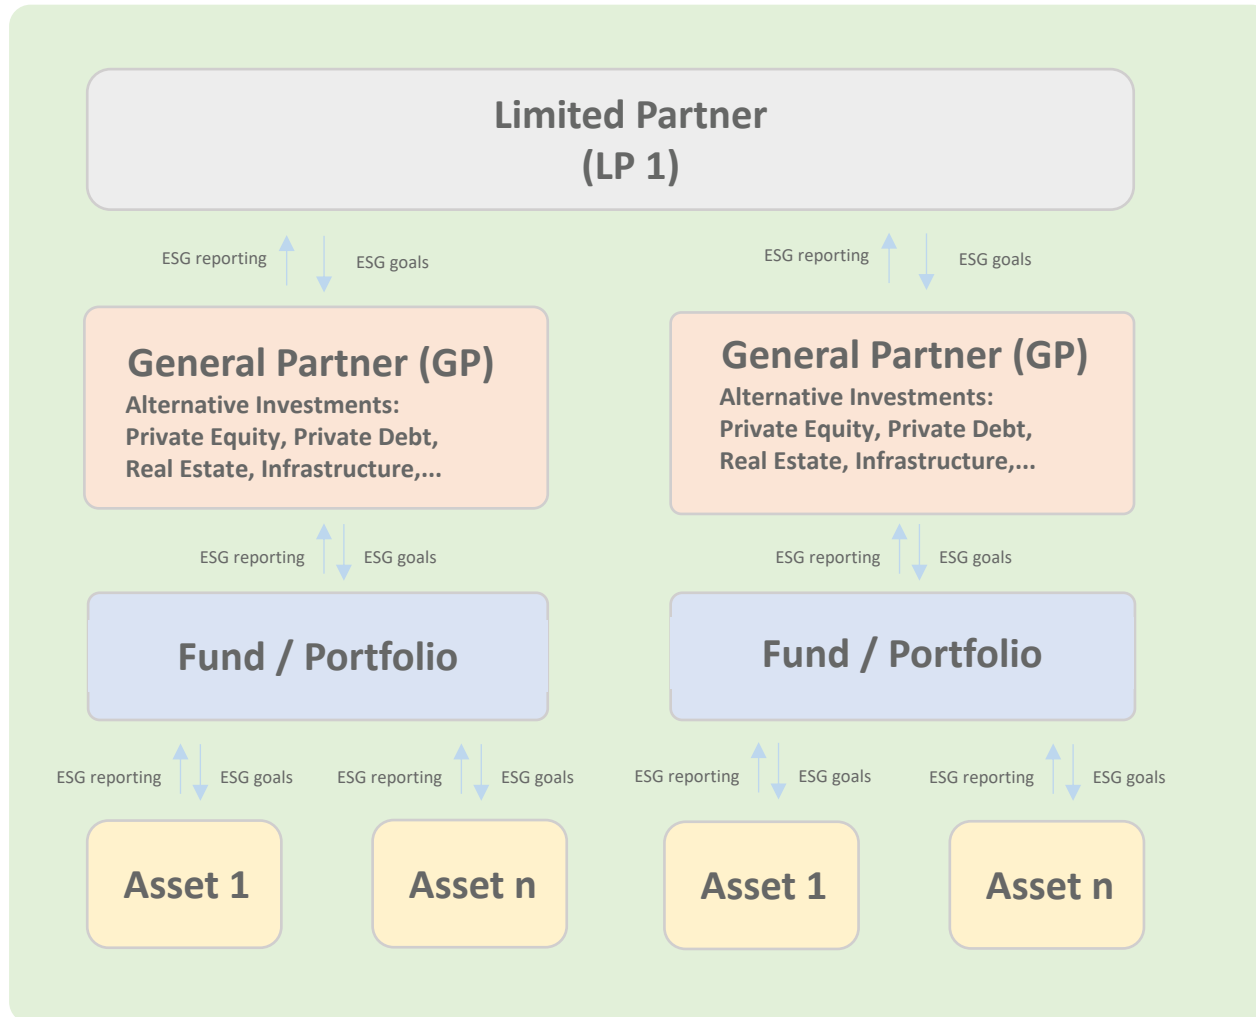 Limited Partner
(LP 1)
ESG reporting
ESG goals
ESG reporting
ESG goals
General Partner (GP)
Alternative Investments:
Private Equity, Private Debt,
Real Estate, Infrastructure,...
General Partner (GP)
Alternative Investments:
Private Equity, Private Debt,
Real Estate, Infrastructure,...
ESG reporting
ESG goals
ESG reporting
ESG goals
Fund / Portfolio
Fund / Portfolio
ESG reporting
ESG goals
ESG reporting
ESG goals
ESG reporting
ESG goals
ESG reporting
ESG goals
Asset 1
Asset n
Asset 1
Asset n